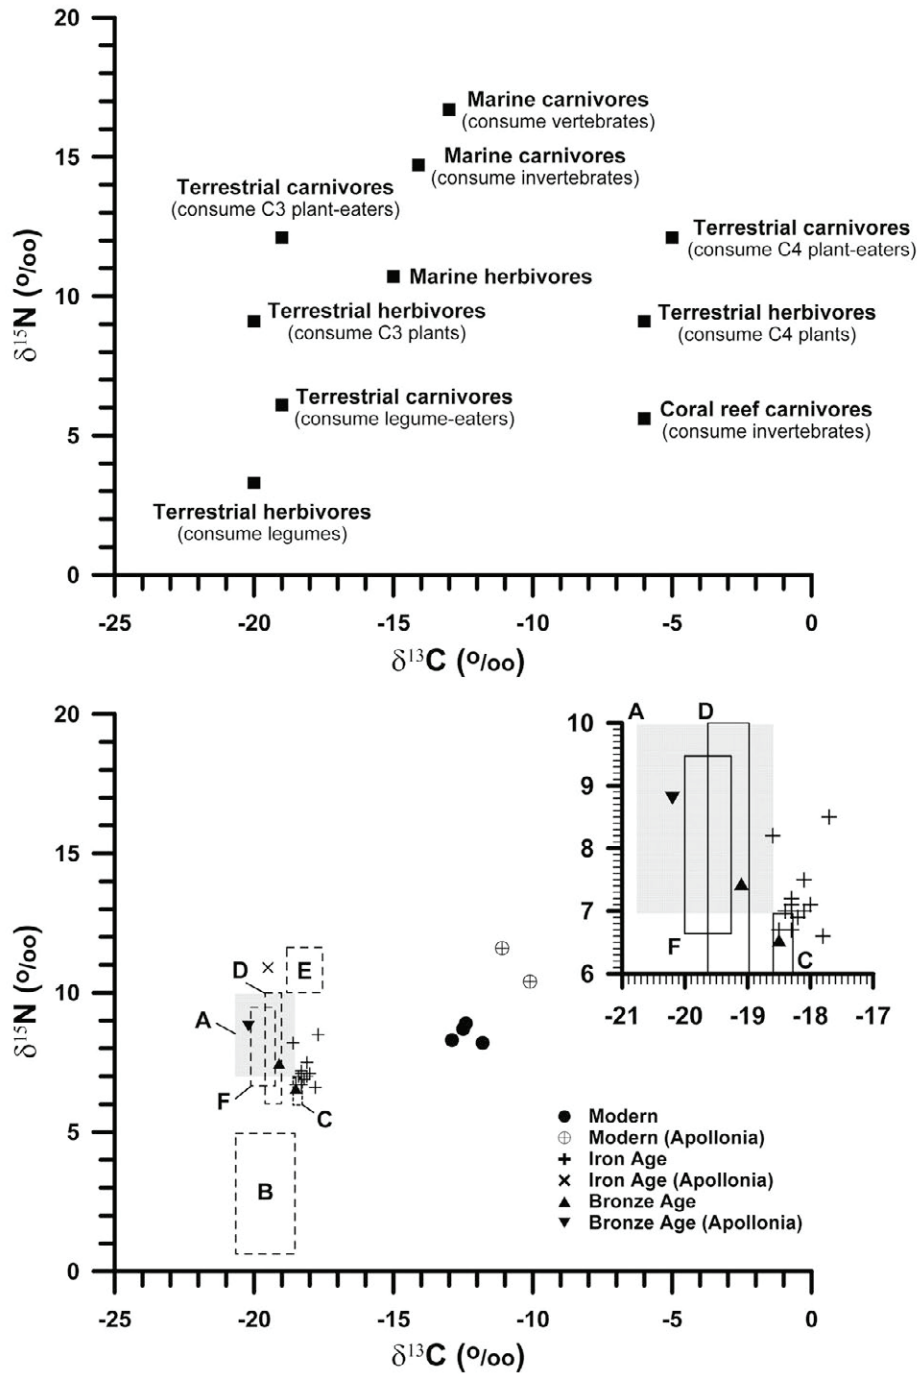 20
Marine carnivores
(consume vertebrates)
15
Marine carnivores
(consume invertebrates)
Terrestrial carnivores
(consume C3 plant-eaters)
Terrestrial carnivores
(consume C4 plant-eaters)
Marine herbivores
10
Terrestrial herbivores
(consume C3 plants)
Terrestrial herbivores
(consume C4 plants)
δ¹⁵N (º/oo)
Terrestrial carnivores
(consume legume-eaters)
Coral reef carnivores
(consume invertebrates)
5
Terrestrial herbivores
(consume legumes)
0
-25 -20 -15 -10 -5 0
δ¹³C (º/oo)
20
15
10
5
0
δ¹⁵N (º/oo)
A D
10
9
8
7
6
F C
-21 -20 -19 -18 -17
D E
A
F C
B
Modern
Modern (Apollonia)
Iron Age
Iron Age (Apollonia)
Bronze Age
Bronze Age (Apollonia)
-25 -20 -15 -10 -5 0
δ¹³C (º/oo)